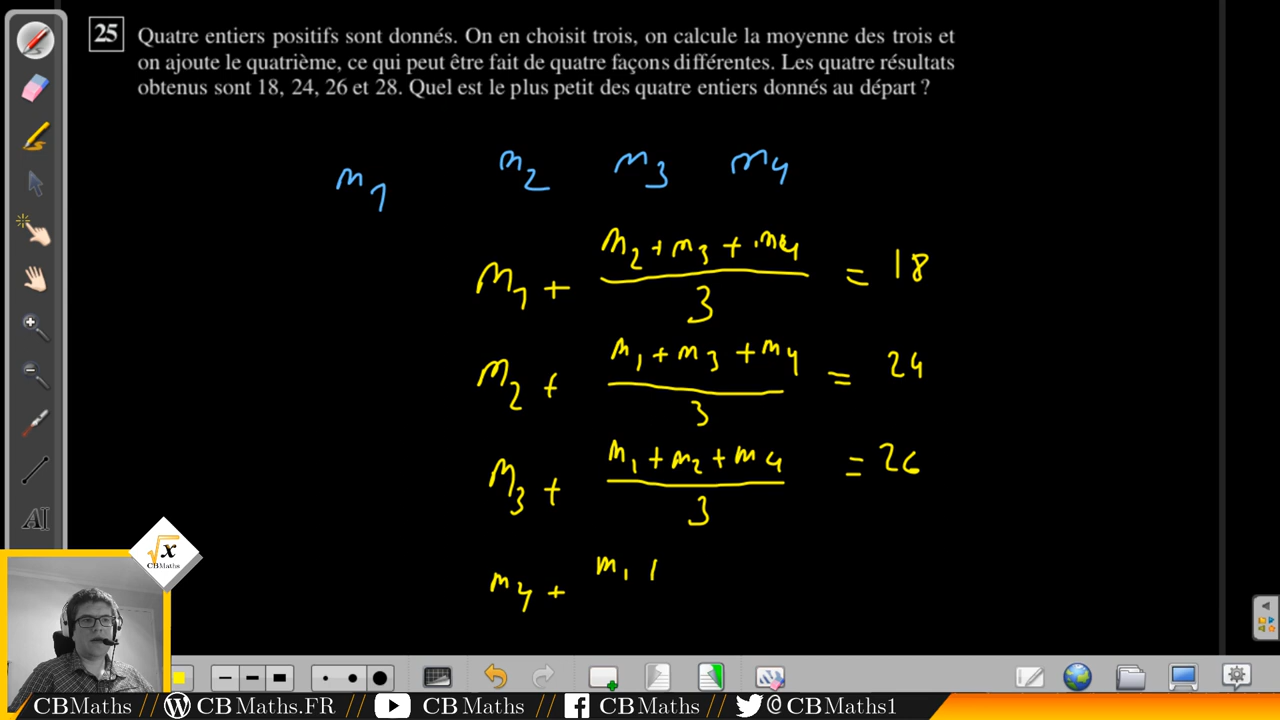 25 Quatre entiers positifs sont donnés. On en choisit trois, on calcule la moyenne des trois et
on ajoute le quatrième, ce qui peut être fait de quatre façons différentes. Les quatre résultats
obtenus sont 18, 24, 26 et 28. Quel est le plus petit des quatre entiers donnés au départ ?
m1 m2 m3 m4
m1 + (m2 + m3 + m4)/3 = 18
m2 + (m1 + m3 + m4)/3 = 24
m3 + (m1 + m2 + m4)/3 = 26
m4 + m1
AI
√x
CBMaths
CBMaths CBMaths.FR CBMaths CBMaths @CBMaths1